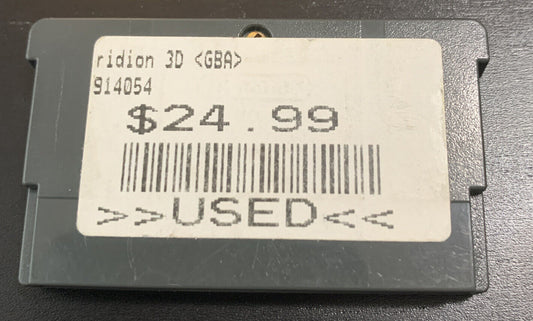 ridion 3D <GBA>
914054
$24.99
>>USED<<